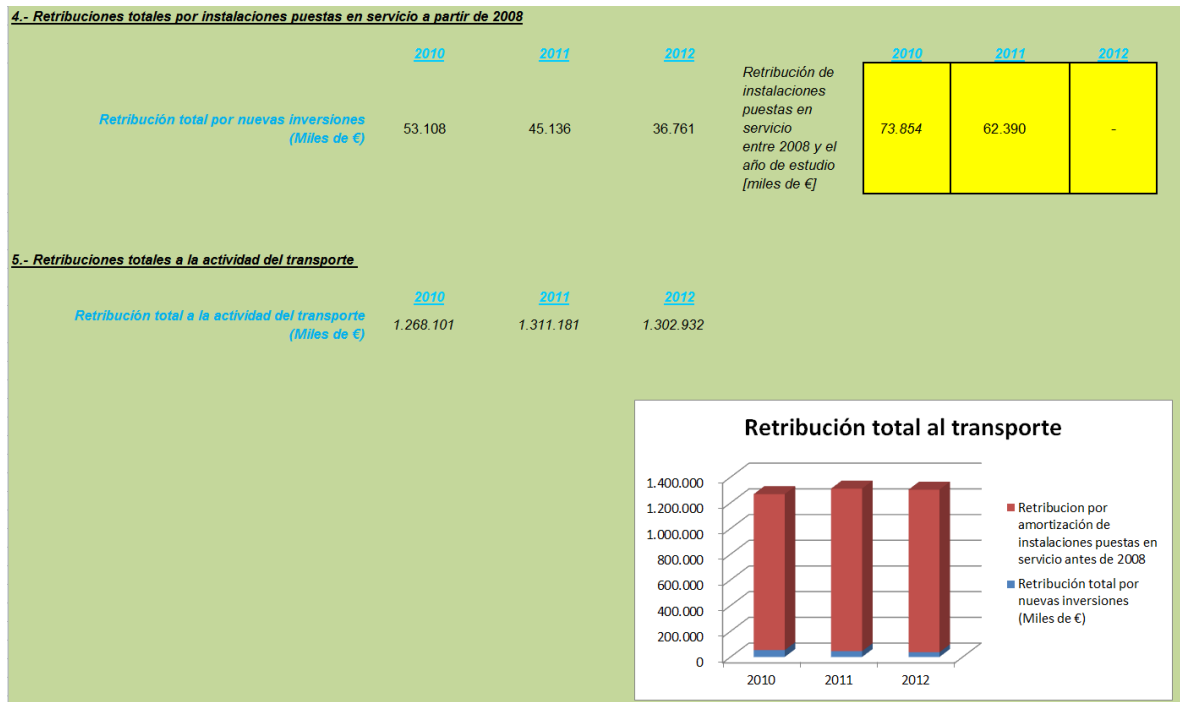 4.- Retribuciones totales por instalaciones puestas en servicio a partir de 2008
2010 2011 2012
Retribución total por nuevas inversiones
(Miles de €)
53.108 45.136 36.761
Retribución de
instalaciones
puestas en
servicio
entre 2008 y el
año de estudio
[miles de €]
2010 2011 2012
73.854 62.390 -
5.- Retribuciones totales a la actividad del transporte
2010 2011 2012
Retribución total a la actividad del transporte
(Miles de €)
1.268.101 1.311.181 1.302.932
Retribución total al transporte
1.400.000
1.200.000
1.000.000
800.000
600.000
400.000
200.000
0
2010 2011 2012
Retribucion por
amortización de
instalaciones puestas en
servicio antes de 2008
Retribución total por
nuevas inversiones
(Miles de €)